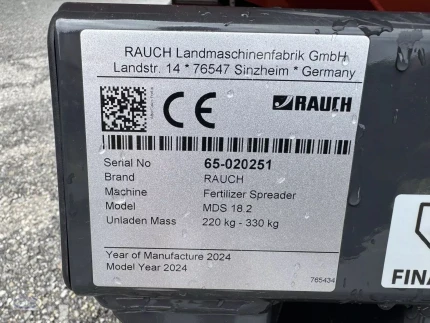 RAUCH Landmaschinenfabrik GmbH
Landstr. 14 * 76547 Sinzheim * Germany
CE RAUCH
Serial No 65-020251
Brand RAUCH
Machine Fertilizer Spreader
Model MDS 18.2
Unladen Mass 220 kg - 330 kg
Year of Manufacture 2024
Model Year 2024
765434
FINA